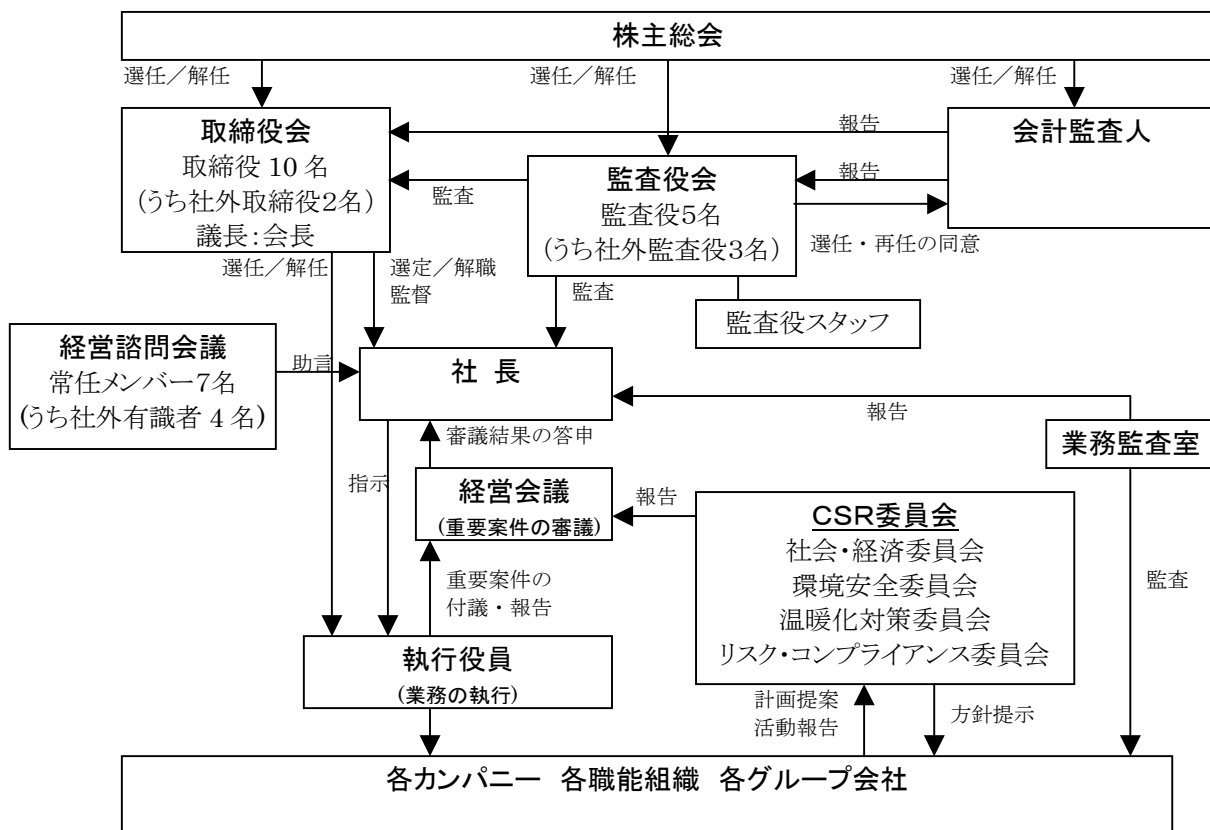 株主総会
選任／解任
選任／解任
選任／解任
取締役会
取締役 10 名
(うち社外取締役2名)
議長：会長
報告
会計監査人
監査
監査役会
監査役5名
(うち社外監査役3名)
報告
選任・再任の同意
選任／解任
選定／解職
監督
監査
監査役スタッフ
経営諮問会議
常任メンバー7名
(うち社外有識者 4 名)
助言
社 長
報告
業務監査室
審議結果の答申
指示
経営会議
(重要案件の審議)
報告
CSR委員会
社会・経済委員会
環境安全委員会
温暖化対策委員会
リスク・コンプライアンス委員会
監査
重要案件の
付議・報告
執行役員
(業務の執行)
計画提案
活動報告
方針提示
各カンパニー 各職能組織 各グループ会社